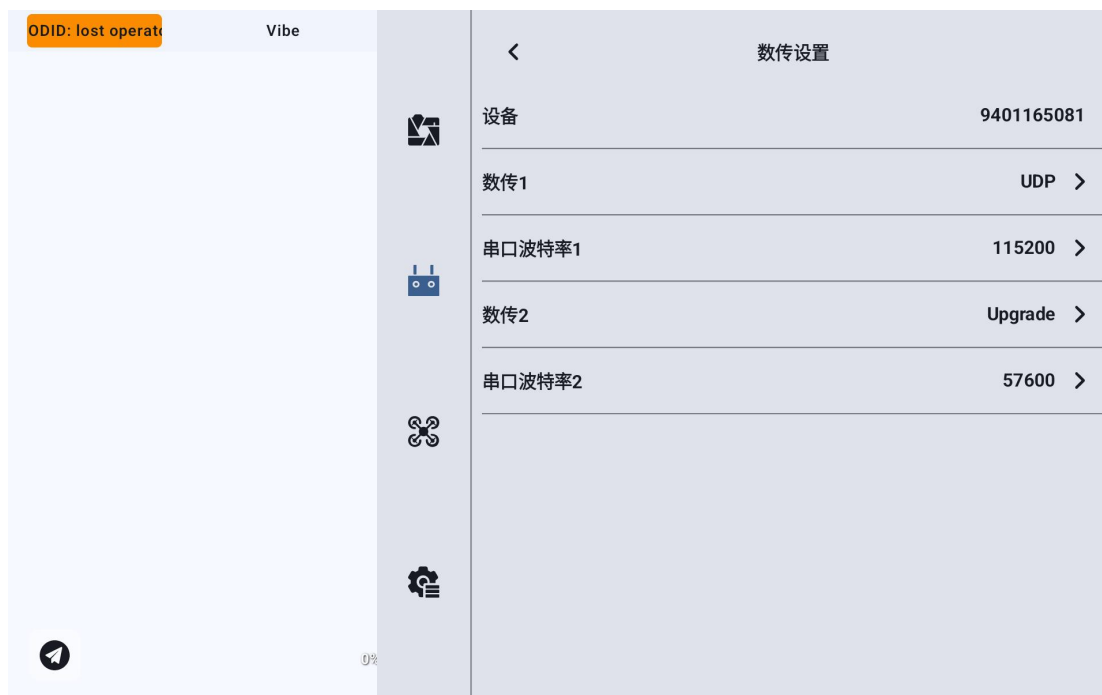 ODID: lost operato
Vibe
数传设置
设备 9401165081
数传1 UDP
串口波特率1 115200
数传2 Upgrade
串口波特率2 57600
0%